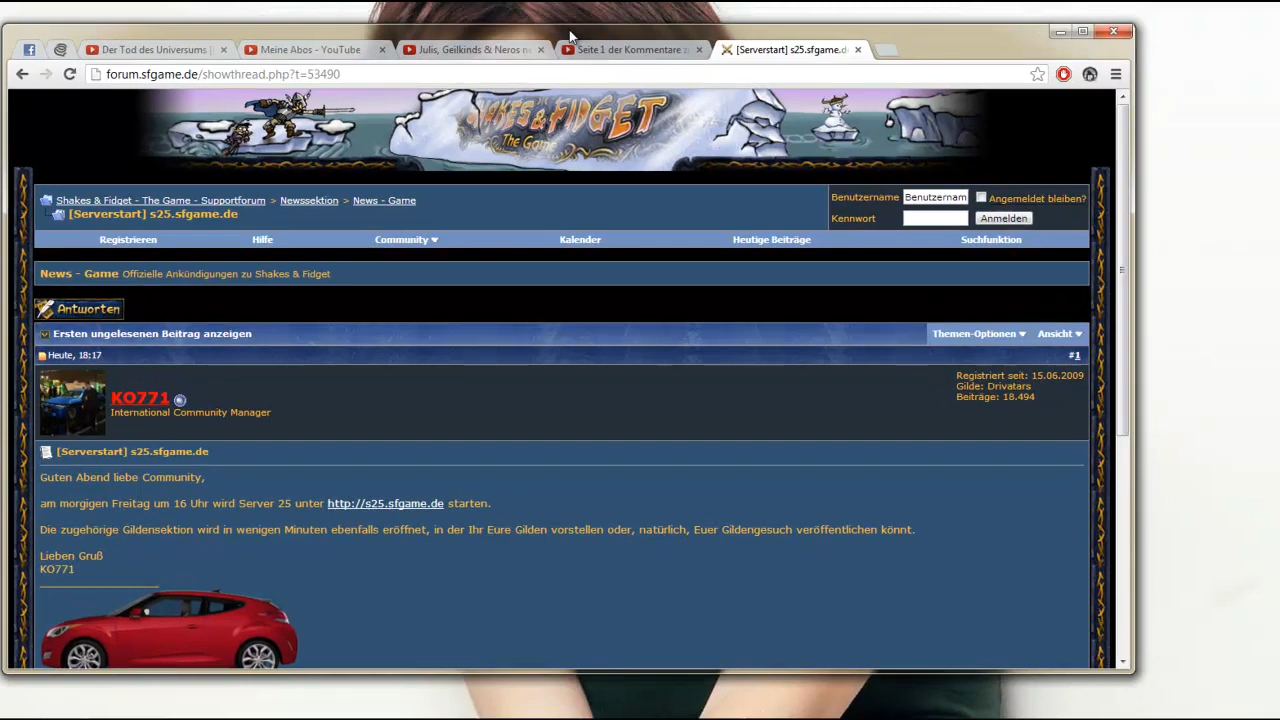 Der Tod des Universums |
Meine Abos - YouTube
Julis, Geilkinds & Neros ne
Seite 1 der Kommentare z
[Serverstart] s25.sfgame.d
forum.sfgame.de/showthread.php?t=53490
SHAKES & FIDGET
The Game
Shakes & Fidget - The Game - Supportforum > Newssektion > News - Game
[Serverstart] s25.sfgame.de
Benutzername Benutzernam Angemeldet bleiben?
Kennwort Anmelden
Registrieren Hilfe Community Kalender Heutige Beiträge Suchfunktion
News - Game Offizielle Ankündigungen zu Shakes & Fidget
Antworten
Ersten ungelesenen Beitrag anzeigen Themen-Optionen Ansicht
Heute, 18:17 #1
KO771
International Community Manager
Registriert seit: 15.06.2009
Gilde: Drivatars
Beiträge: 18.494
[Serverstart] s25.sfgame.de
Guten Abend liebe Community,
am morgigen Freitag um 16 Uhr wird Server 25 unter http://s25.sfgame.de starten.
Die zugehörige Gildensektion wird in wenigen Minuten ebenfalls eröffnet, in der Ihr Eure Gilden vorstellen oder, natürlich, Euer Gildengesuch veröffentlichen könnt.
Lieben Gruß
KO771